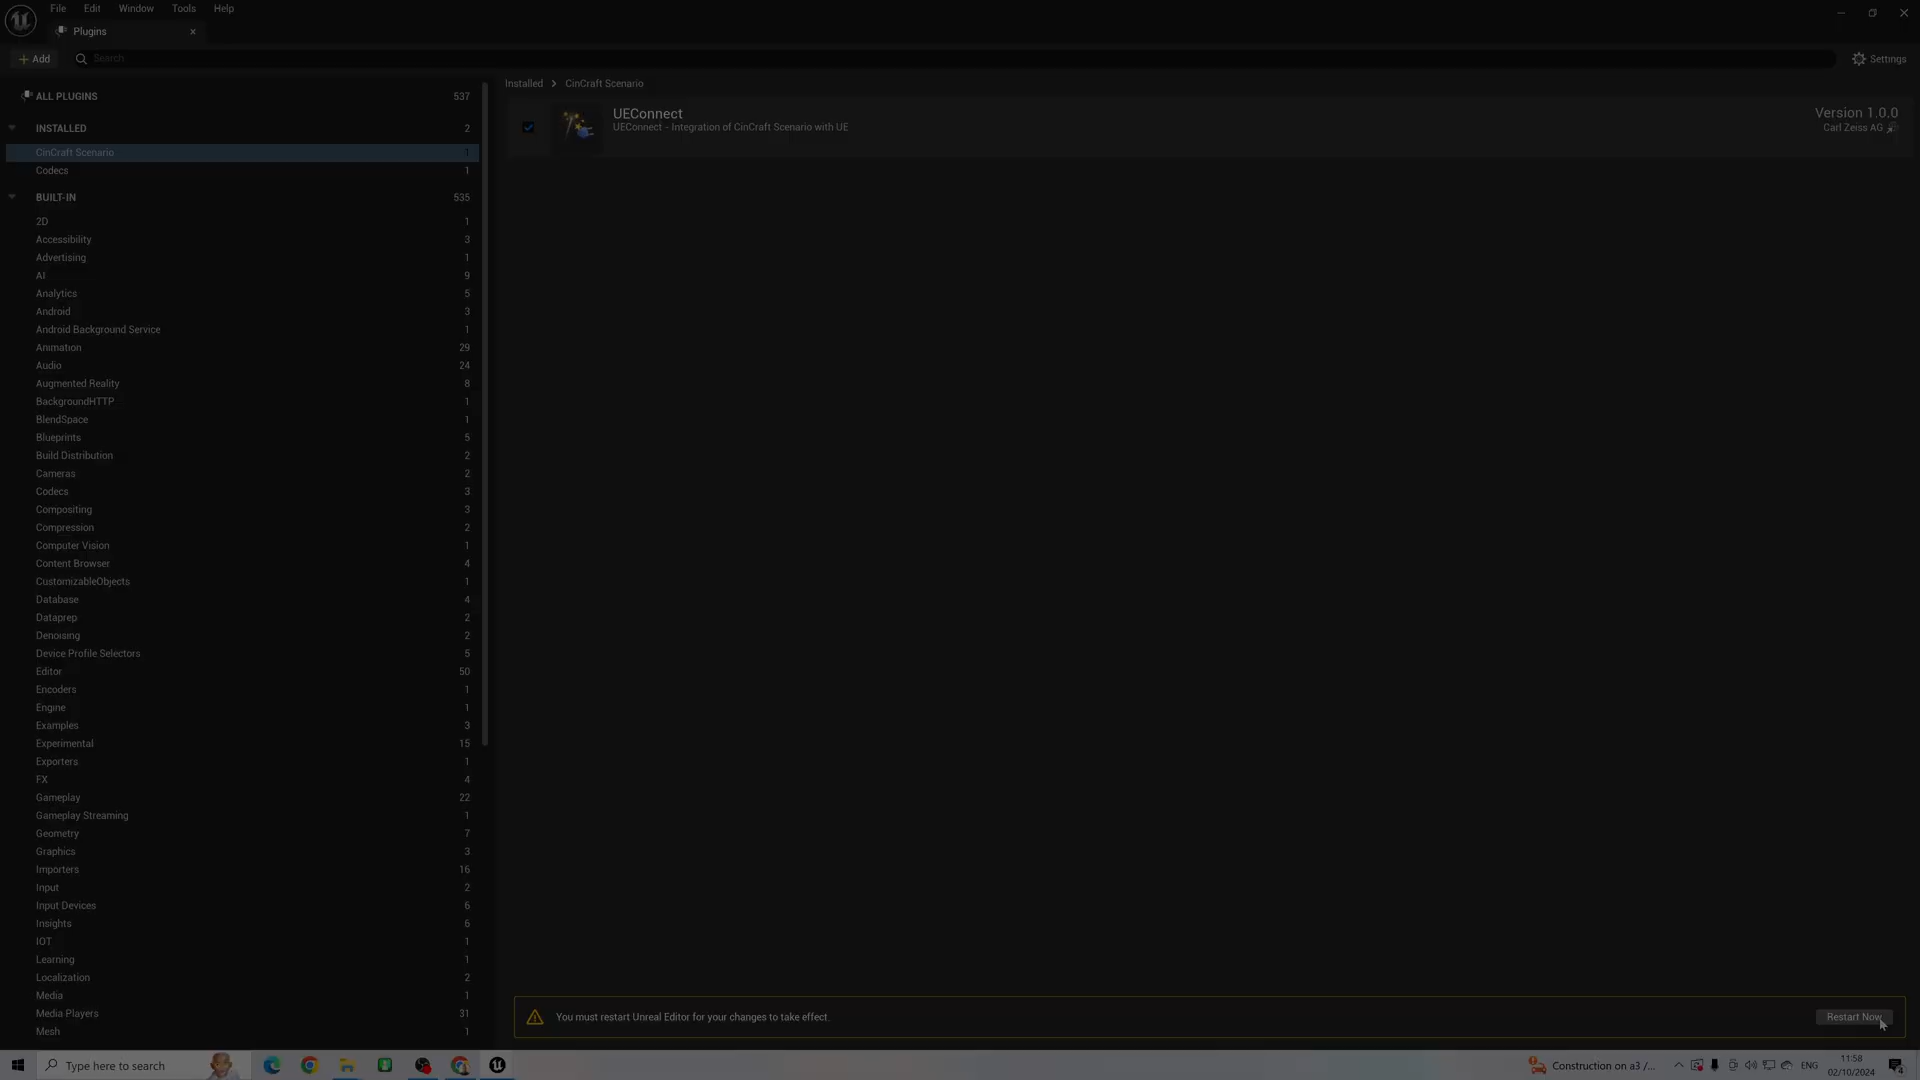 File Edit Window Tools Help
Plugins
Add Search Settings
ALL PLUGINS 537
INSTALLED 2
CinCraft Scenario 1
Codecs 1
BUILT-IN 535
2D 1
Accessibility 3
Advertising 1
AI 9
Analytics 5
Android 3
Android Background Service 1
Animation 29
Audio 24
Augmented Reality 8
BackgroundHTTP 1
BlendSpace 1
Blueprints 5
Build Distribution 2
Cameras 2
Codecs 3
Compositing 3
Compression 2
Computer Vision 1
Content Browser 4
CustomizableObjects 1
Database 4
Dataprep 2
Denoising 2
Device Profile Selectors 5
Editor 50
Encoders 1
Engine 1
Examples 3
Experimental 15
Exporters 1
FX 4
Gameplay 22
Gameplay Streaming 1
Geometry 7
Graphics 3
Importers 16
Input 2
Input Devices 6
Insights 6
IOT 1
Learning 1
Localization 2
Media 1
Media Players 31
Mesh 1
Installed > CinCraft Scenario
UEConnect
UEConnect - Integration of CinCraft Scenario with UE
Version 1.0.0
Carl Zeiss AG
You must restart Unreal Editor for your changes to take effect.
Restart Now
Type here to search
Construction on a3 /...
ENG
11:58
02/10/2024
4